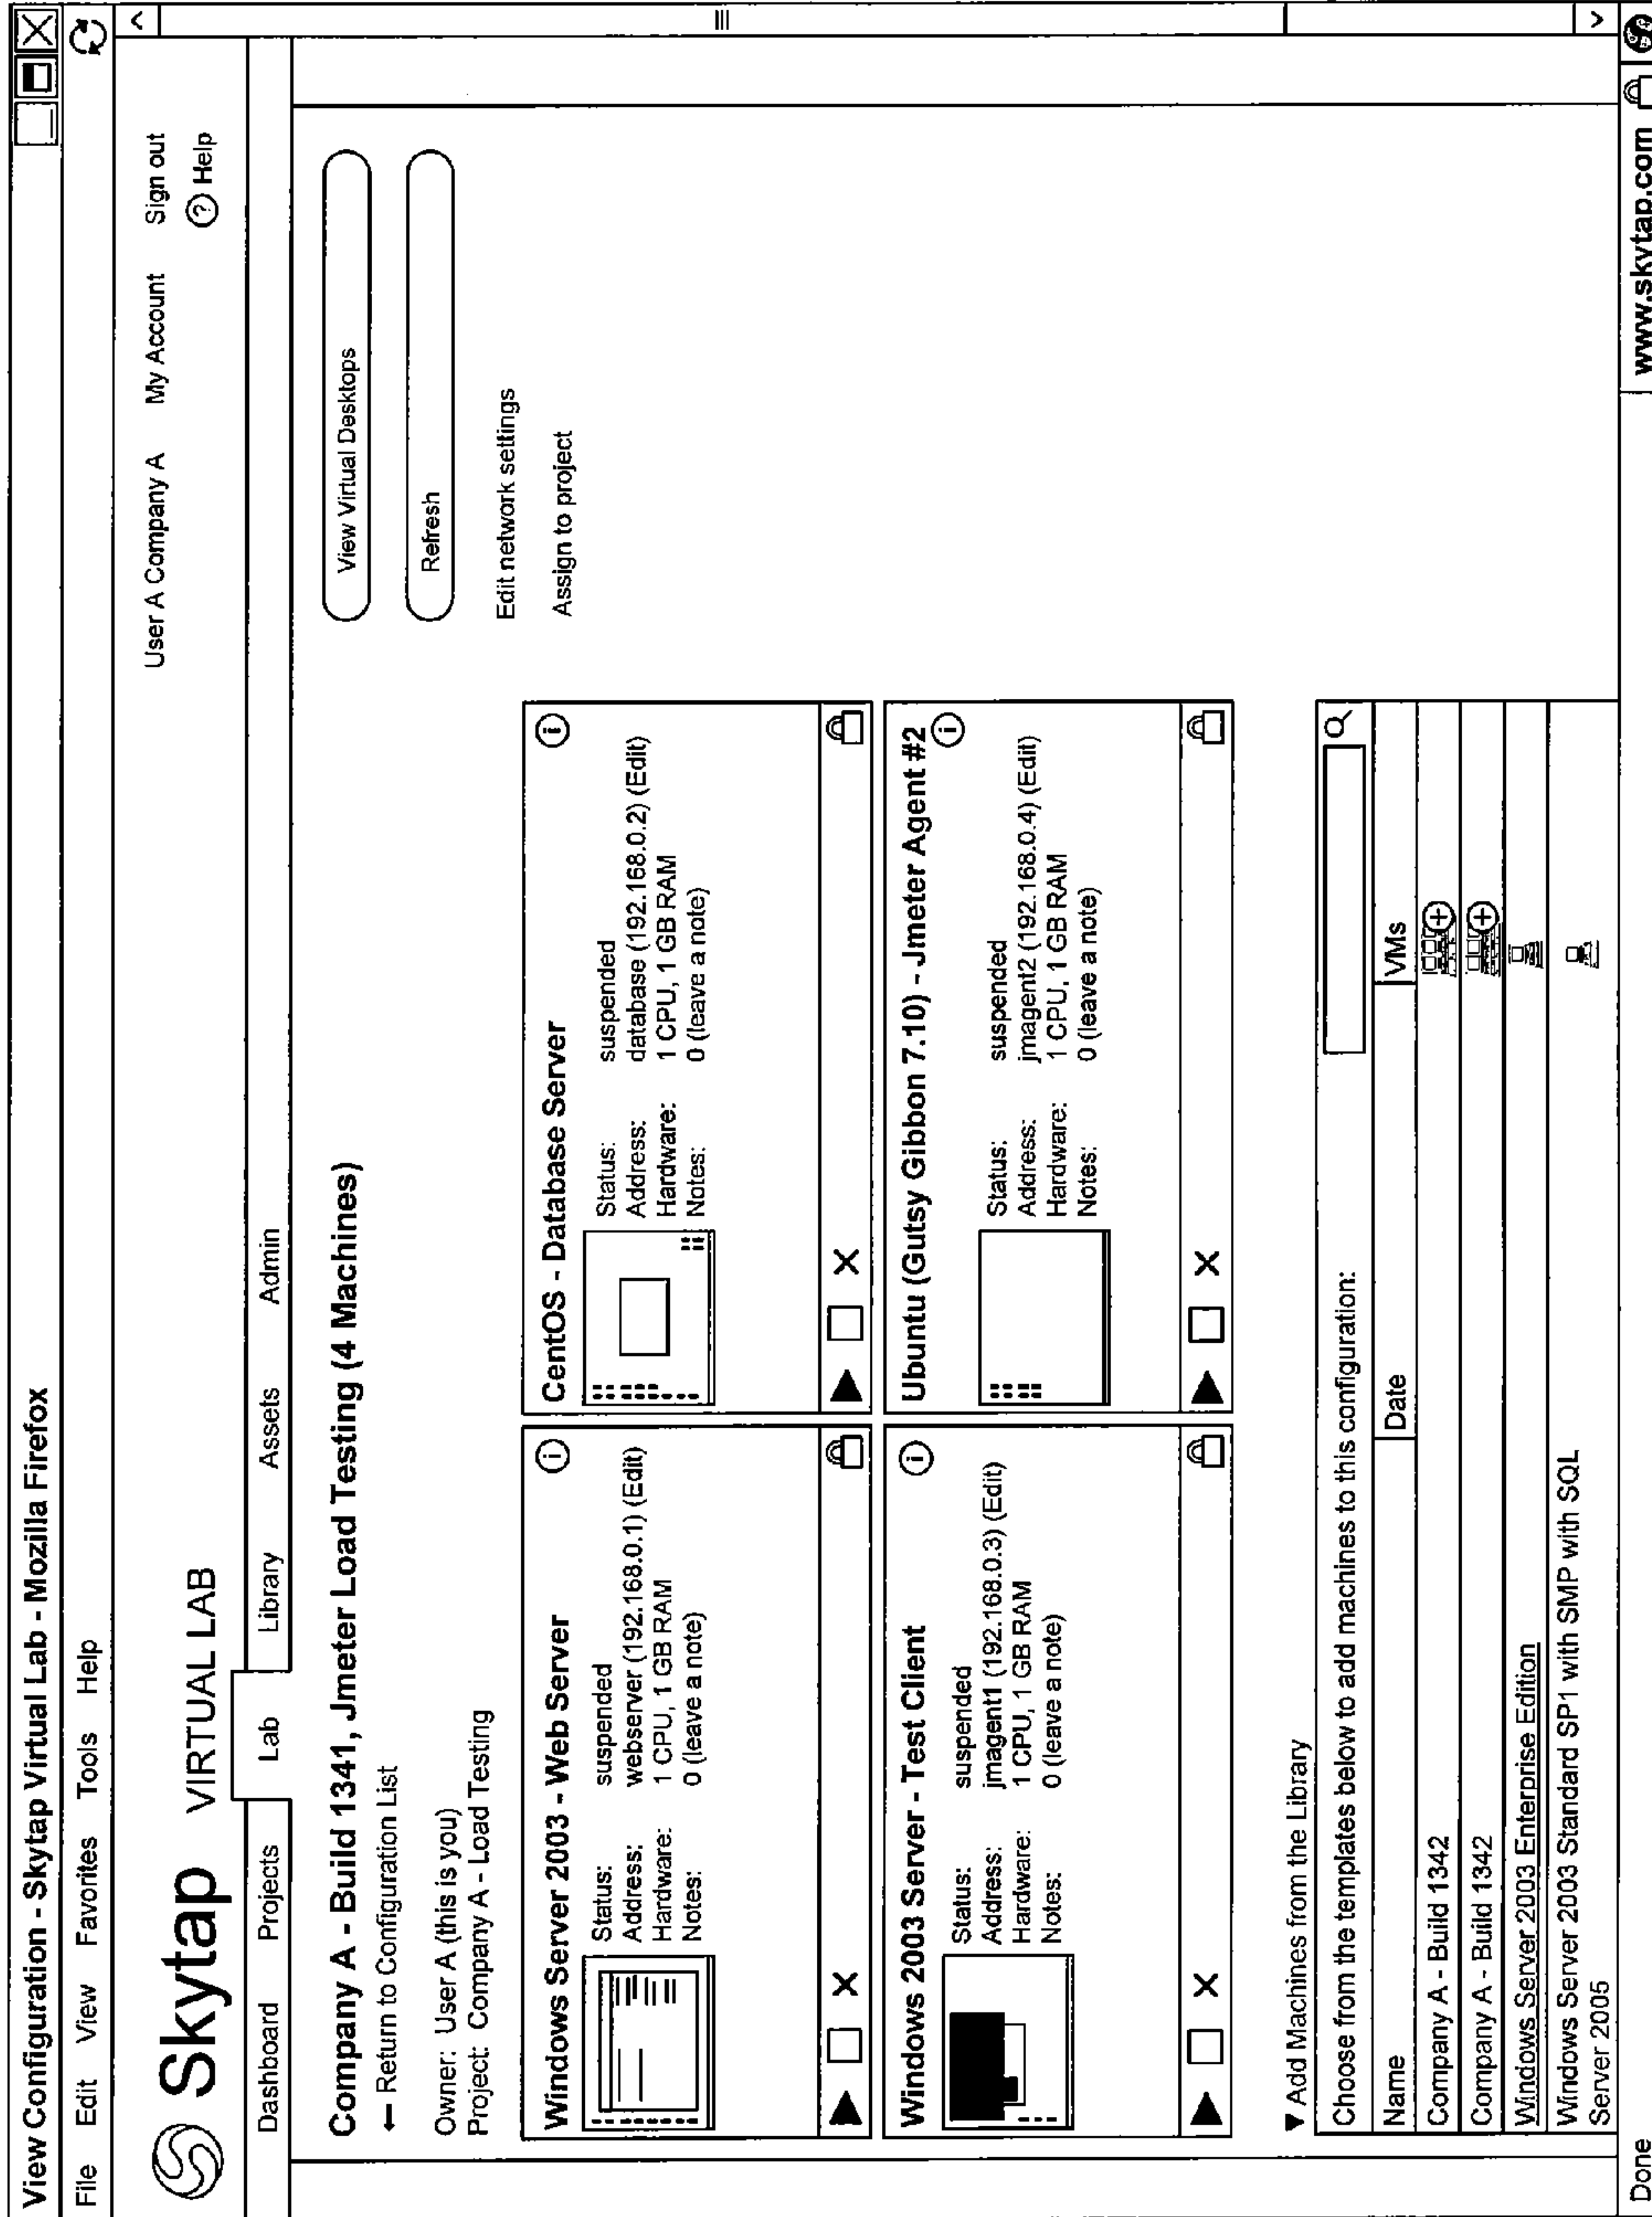 View Configuration - Skytap Virtual Lab - Mozilla Firefox
File Edit View Favorites Tools Help
Skytap VIRTUAL LAB
User A Company A My Account Sign out
? Help
Dashboard Projects Lab Library Assets Admin
Company A - Build 1341, Jmeter Load Testing (4 Machines)
← Return to Configuration List
Owner: User A (this is you)
Project: Company A - Load Testing
View Virtual Desktops
Refresh
Edit network settings
Assign to project
Windows Server 2003 - Web Server
Status: suspended
Address: webserver (192.168.0.1) (Edit)
Hardware: 1 CPU, 1 GB RAM
Notes: 0 (leave a note)
CentOS - Database Server
Status: suspended
Address: database (192.168.0.2) (Edit)
Hardware: 1 CPU, 1 GB RAM
Notes: 0 (leave a note)
Windows 2003 Server - Test Client
Status: suspended
Address: jmagent1 (192.168.0.3) (Edit)
Hardware: 1 CPU, 1 GB RAM
Notes: 0 (leave a note)
Ubuntu (Gutsy Gibbon 7.10) - Jmeter Agent #2
Status: suspended
Address: jmagent2 (192.168.0.4) (Edit)
Hardware: 1 CPU, 1 GB RAM
Notes: 0 (leave a note)
▼ Add Machines from the Library
Choose from the templates below to add machines to this configuration:
Name Date VMs
Company A - Build 1342
Company A - Build 1342
Windows Server 2003 Enterprise Edition
Windows Server 2003 Standard SP1 with SMP with SQL
Server 2005
Done www.skytap.com